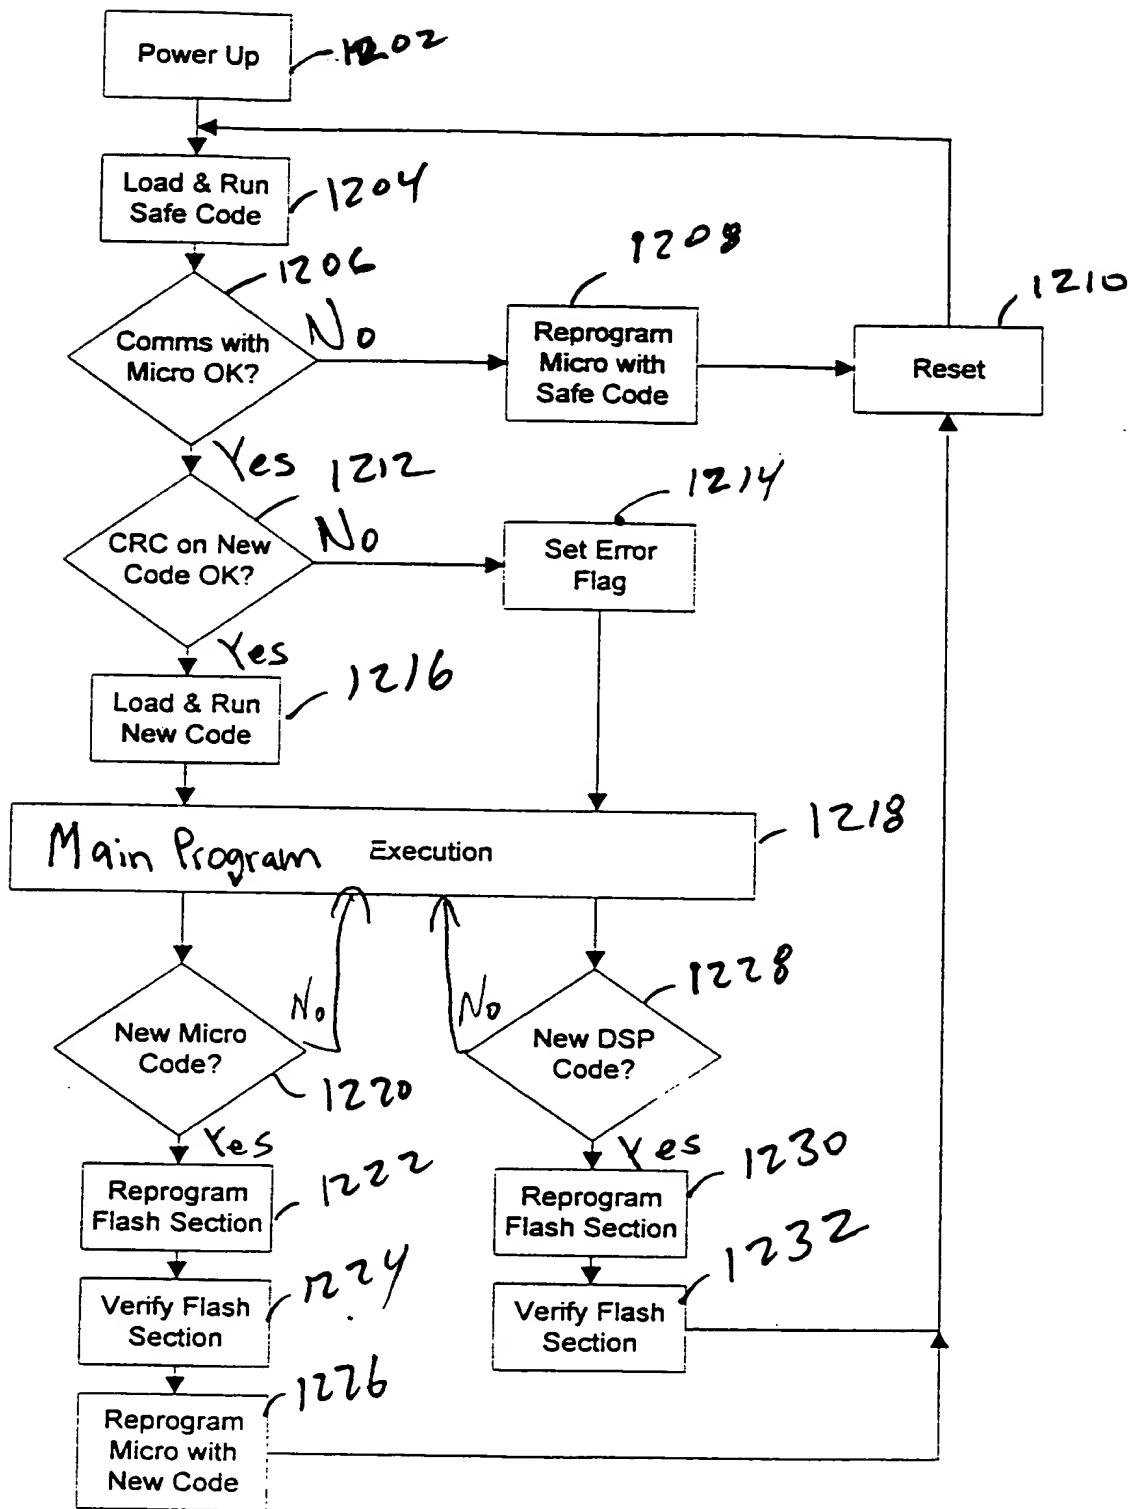 Power Up
1202
Load & Run
Safe Code
1204
1206
Comms with
Micro OK?
No
1208
Reprogram
Micro with
Safe Code
1210
Reset
Yes
1212
CRC on New
Code OK?
No
1214
Set Error
Flag
Yes
1216
Load & Run
New Code
Main Program Execution
1218
New Micro
Code?
No
1220
No
1228
New DSP
Code?
Yes
1222
Reprogram
Flash Section
Yes
1230
Reprogram
Flash Section
1224
Verify Flash
Section
1232
Verify Flash
Section
1226
Reprogram
Micro with
New Code